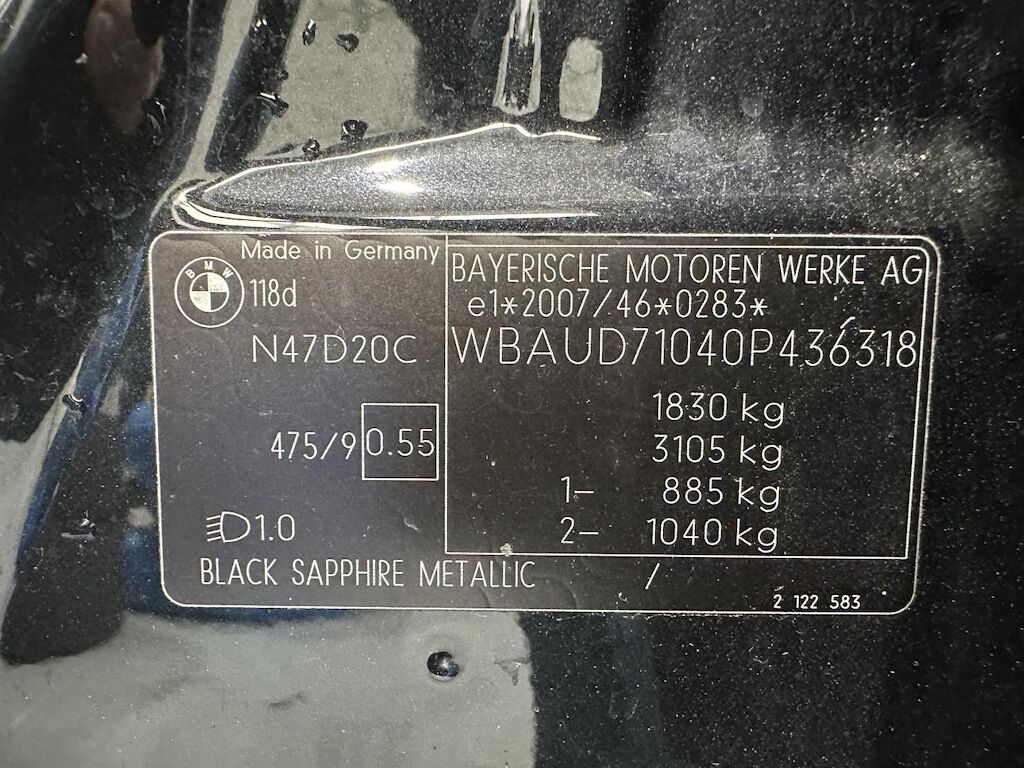 Made in Germany
BMW
118d
N47D20C
475/9 0.55
1.0
BLACK SAPPHIRE METALLIC /
BAYERISCHE MOTOREN WERKE AG
e1*2007/46*0283*
WBAUD71040P436318
1830 kg
3105 kg
1– 885 kg
2– 1040 kg
2 122 583